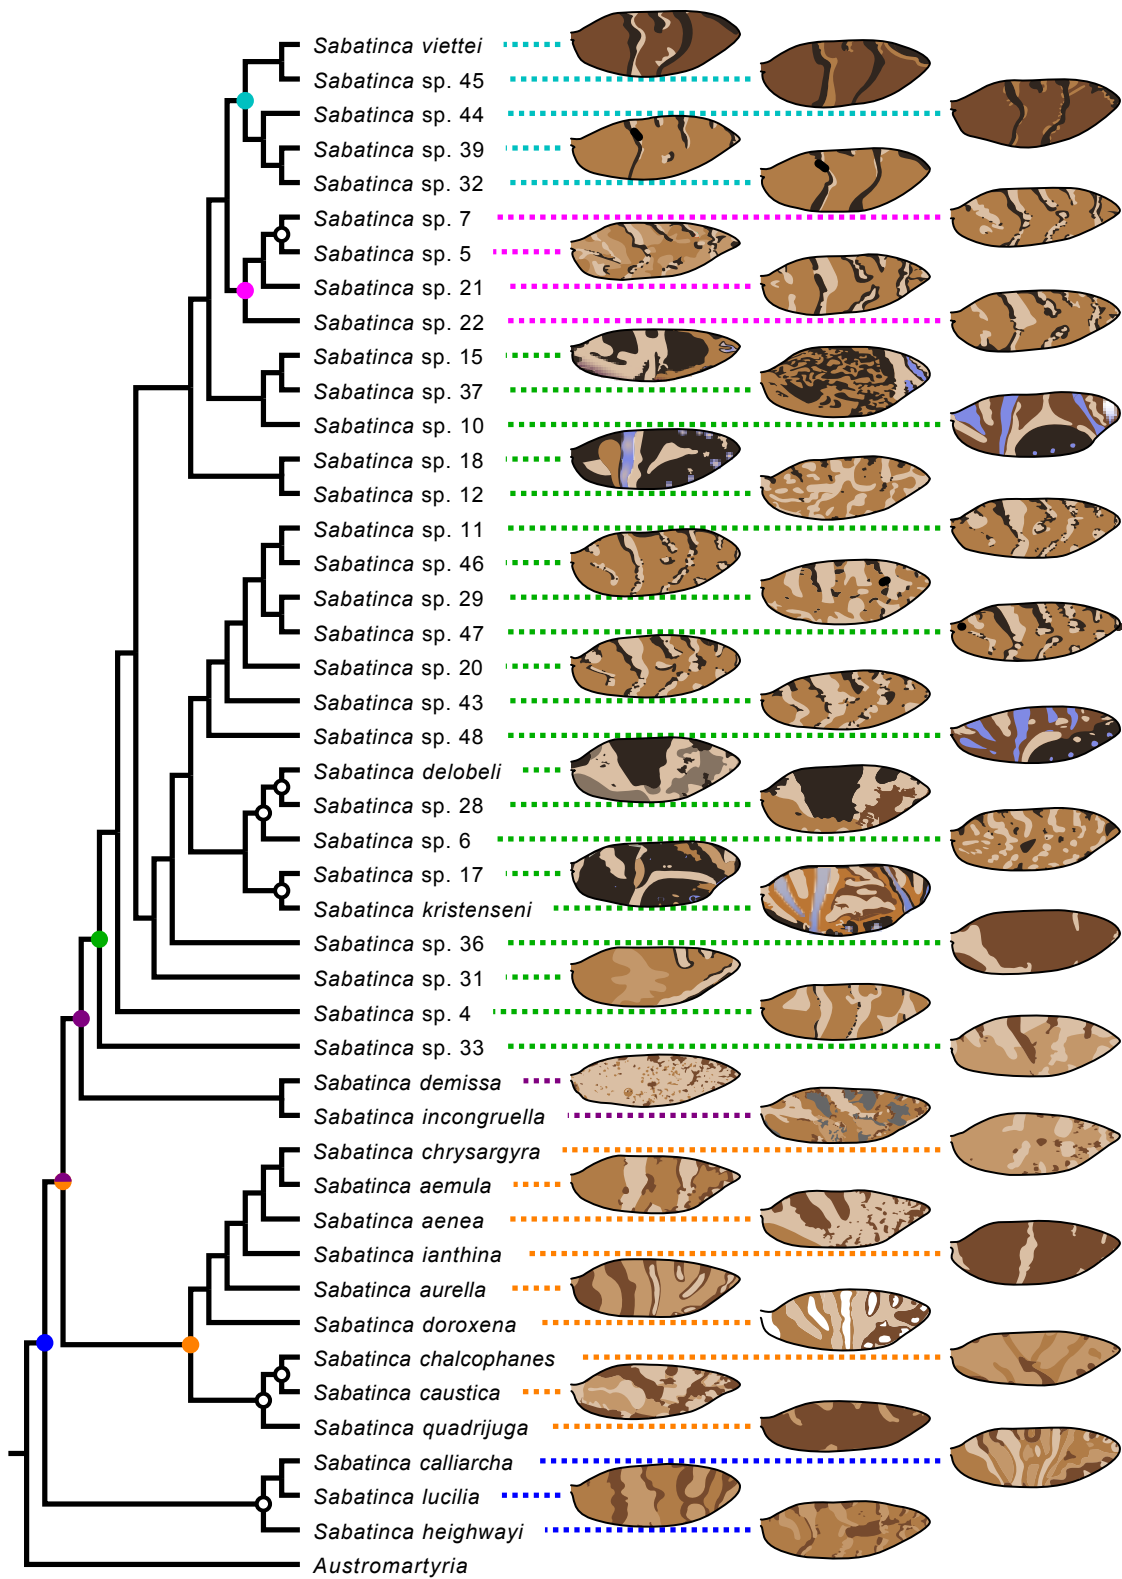 Sabatinca viettei
Sabatinca sp. 45
Sabatinca sp. 44
Sabatinca sp. 39
Sabatinca sp. 32
Sabatinca sp. 7
Sabatinca sp. 5
Sabatinca sp. 21
Sabatinca sp. 22
Sabatinca sp. 15
Sabatinca sp. 37
Sabatinca sp. 10
Sabatinca sp. 18
Sabatinca sp. 12
Sabatinca sp. 11
Sabatinca sp. 46
Sabatinca sp. 29
Sabatinca sp. 47
Sabatinca sp. 20
Sabatinca sp. 43
Sabatinca sp. 48
Sabatinca delobeli
Sabatinca sp. 28
Sabatinca sp. 6
Sabatinca sp. 17
Sabatinca kristenseni
Sabatinca sp. 36
Sabatinca sp. 31
Sabatinca sp. 4
Sabatinca sp. 33
Sabatinca demissa
Sabatinca incongruella
Sabatinca chrysargyra
Sabatinca aemula
Sabatinca aenea
Sabatinca ianthina
Sabatinca aurella
Sabatinca doroxena
Sabatinca chalcophanes
Sabatinca caustica
Sabatinca quadrijuga
Sabatinca calliarcha
Sabatinca lucilia
Sabatinca heighwayi
Austromartyria